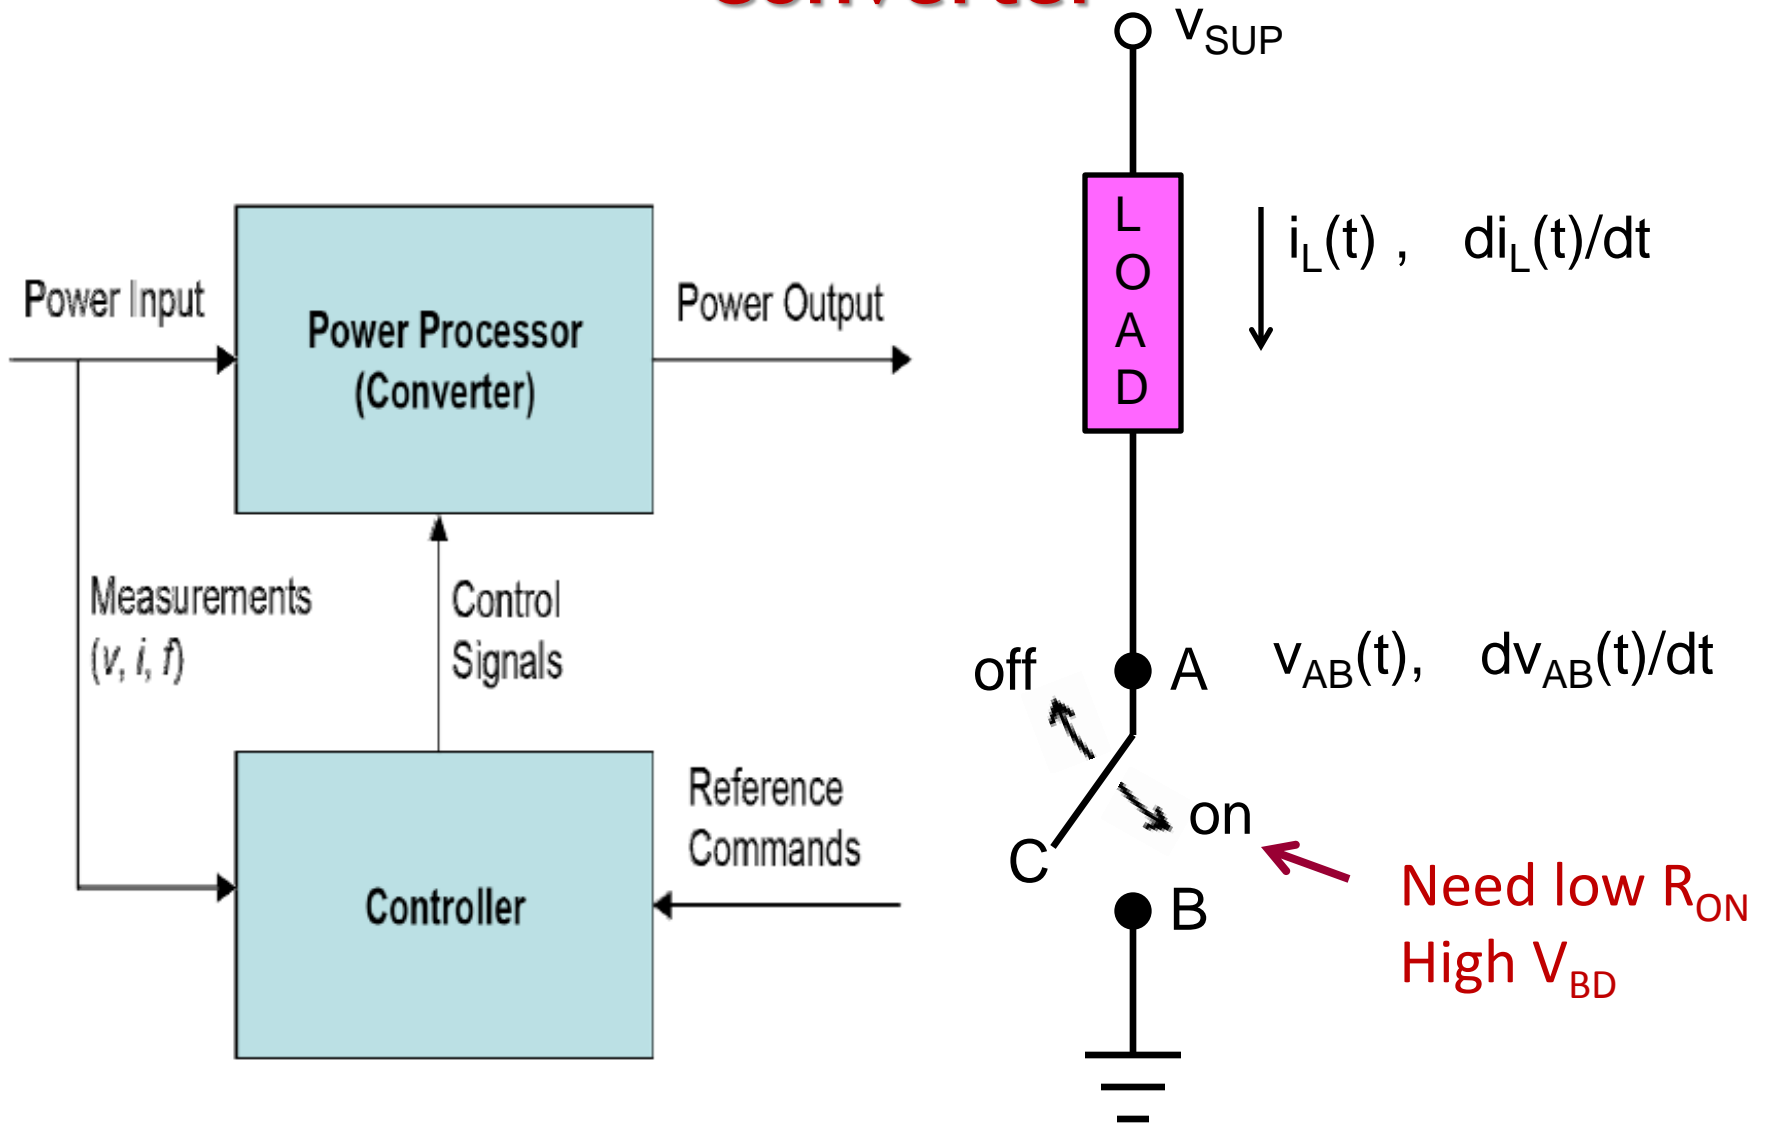 Converter
Power Input
Power Processor
(Converter)
Power Output
Measurements
(v, i, f)
Control
Signals
Reference
Commands
Controller
vSUP
L
O
A
D
iL(t) , diL(t)/dt
off
A
vAB(t), dvAB(t)/dt
on
C
B
Need low RON
High VBD